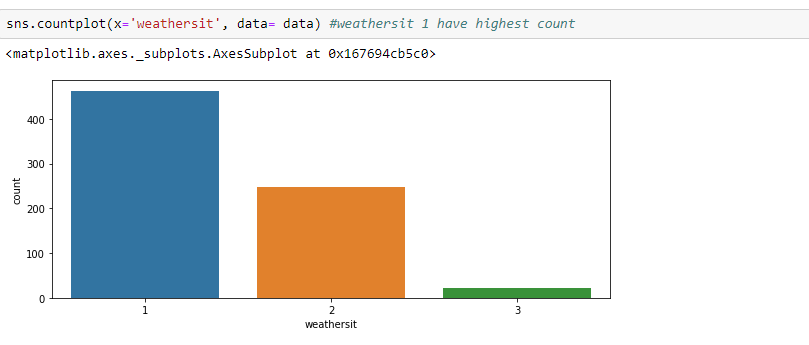 sns.countplot(x='weathersit', data= data) #weathersit 1 have highest count
<matplotlib.axes._subplots.AxesSubplot at 0x167694cb5c0>
400
300
200
100
0
count
1 2 3
weathersit